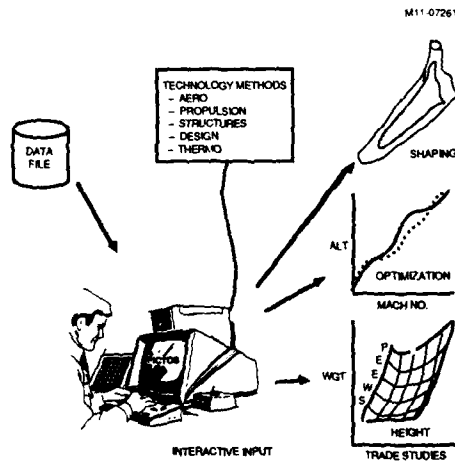 M11-07261
TECHNOLOGY METHODS
- AERO
- PROPULSION
- STRUCTURES
- DESIGN
- THERMO
DATA
FILE
SHAPING
ALT
OPTIMIZATION
MACH NO.
WGT
HEIGHT
INTERACTIVE INPUT
TRADE STUDIES